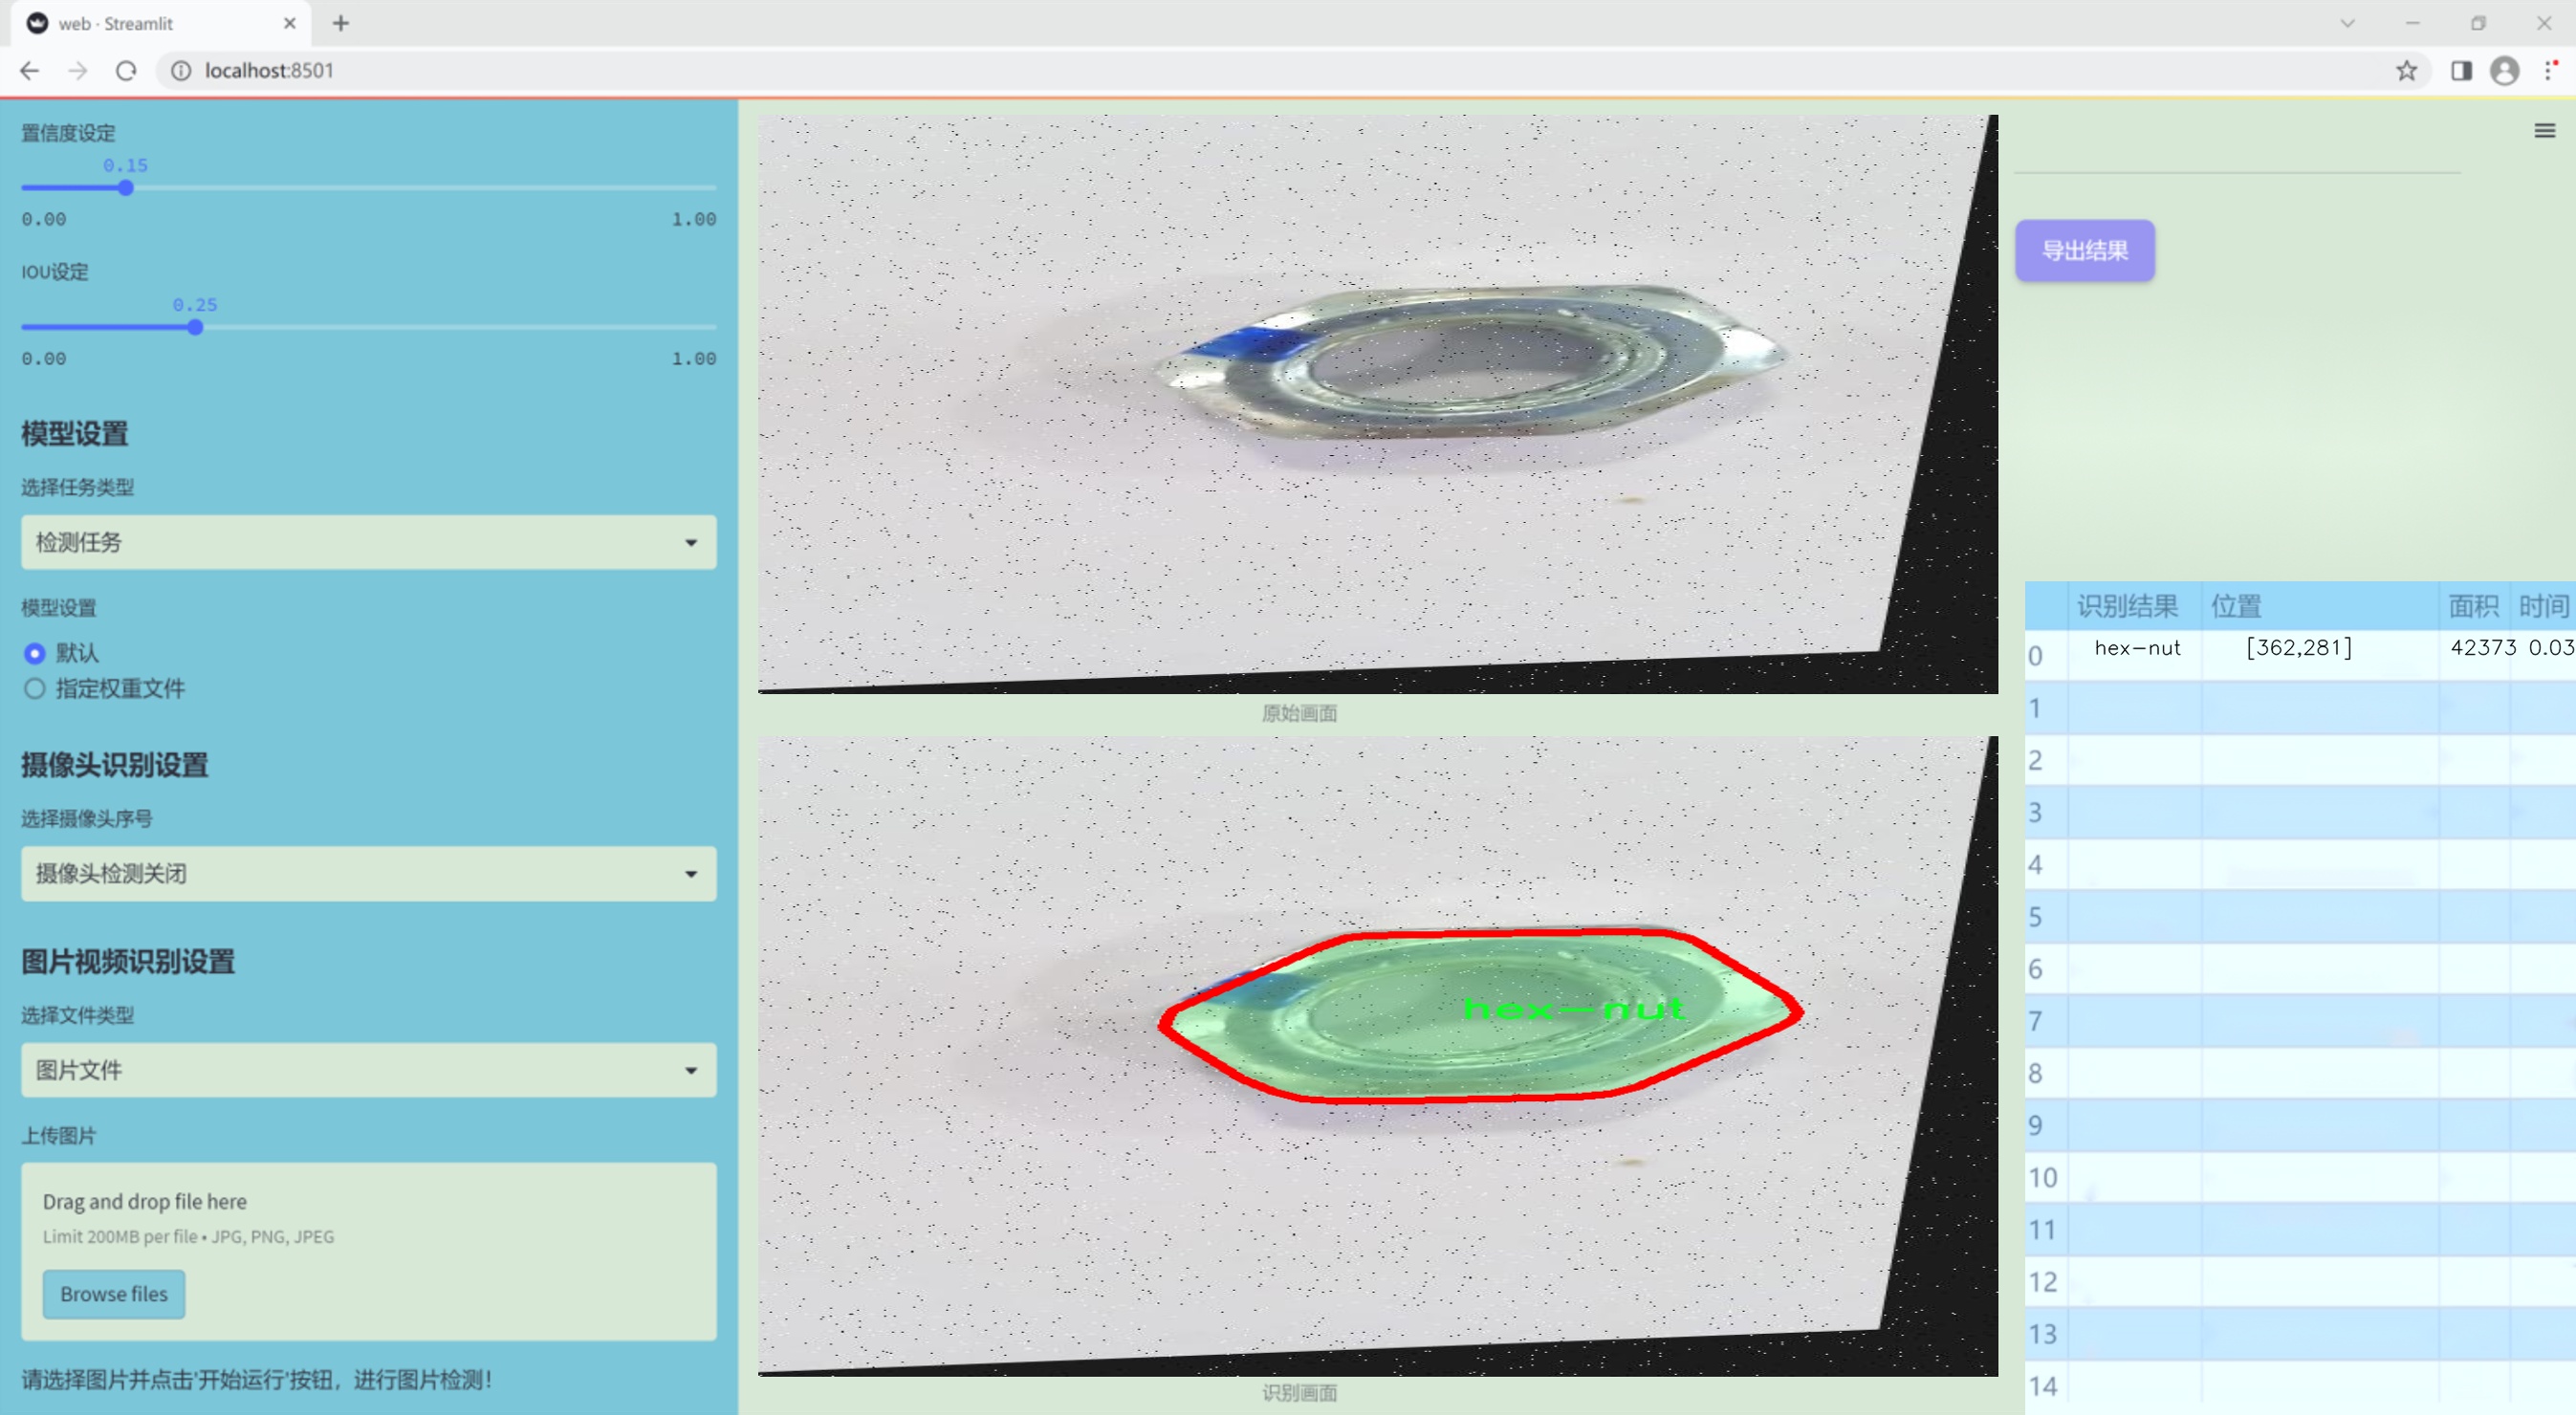 web · Streamlit
localhost:8501
置信度设定
0.15
0.00 1.00
IOU设定
0.25
0.00 1.00
模型设置
选择任务类型
检测任务
模型设置
默认
指定权重文件
摄像头识别设置
选择摄像头序号
摄像头检测关闭
图片视频识别设置
选择文件类型
图片文件
上传图片
Drag and drop file here
Limit 200MB per file • JPG, PNG, JPEG
Browse files
请选择图片并点击'开始运行'按钮，进行图片检测!
原始画面
hex-nut
识别画面
导出结果
识别结果 位置 面积 时间
0 hex-nut [362,281] 42373 0.03
1
2
3
4
5
6
7
8
9
10
11
12
13
14